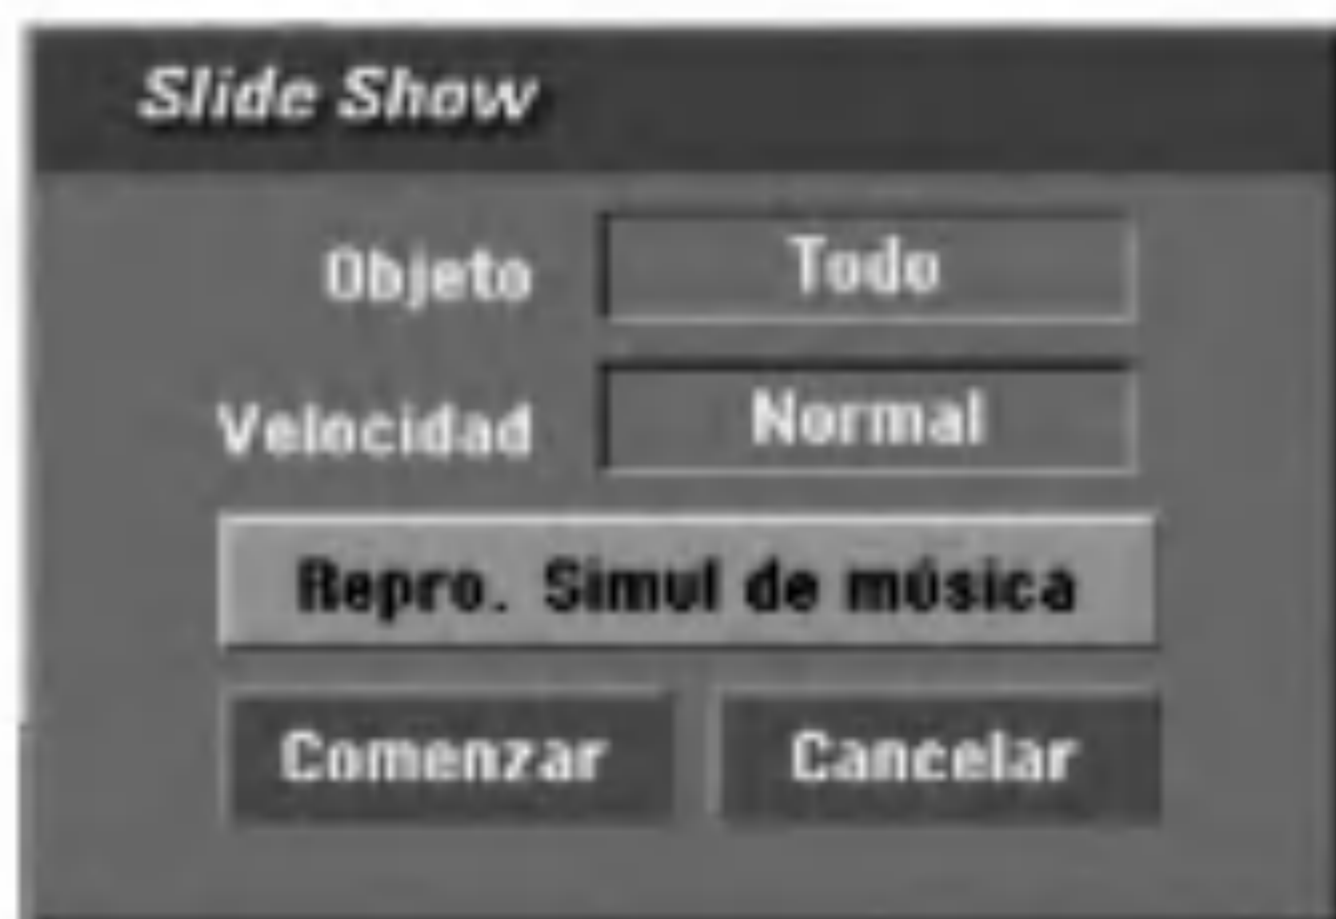 Slide Show
Objeto Todo
Velocidad Normal
Repro. Simul de música
Comenzar Cancelar